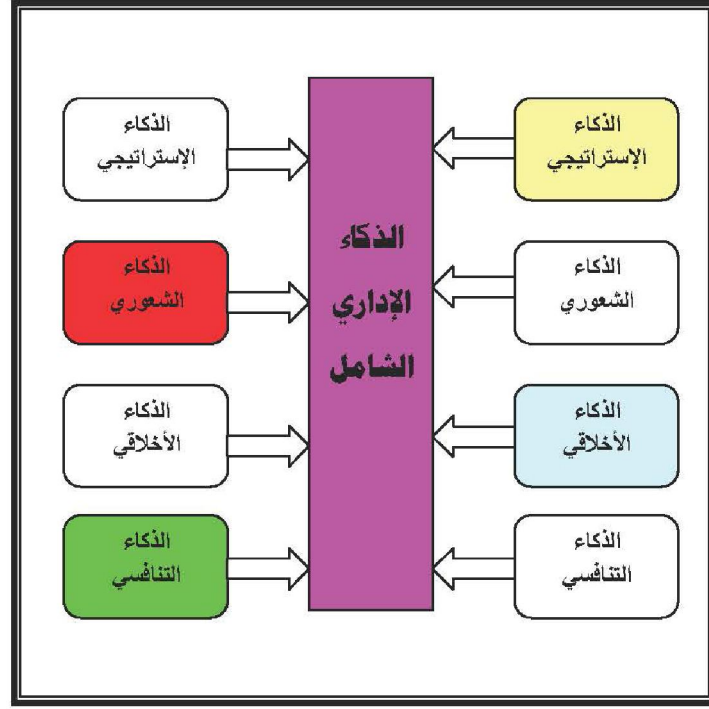 الذكاء
الإستراتيجي
الذكاء
الشعوري
الذكاء
الأخلاقي
الذكاء
التنافسي
الذكاء
الإداري
الشامل
الذكاء
الإستراتيجي
الذكاء
الشعوري
الذكاء
الأخلاقي
الذكاء
التنافسي